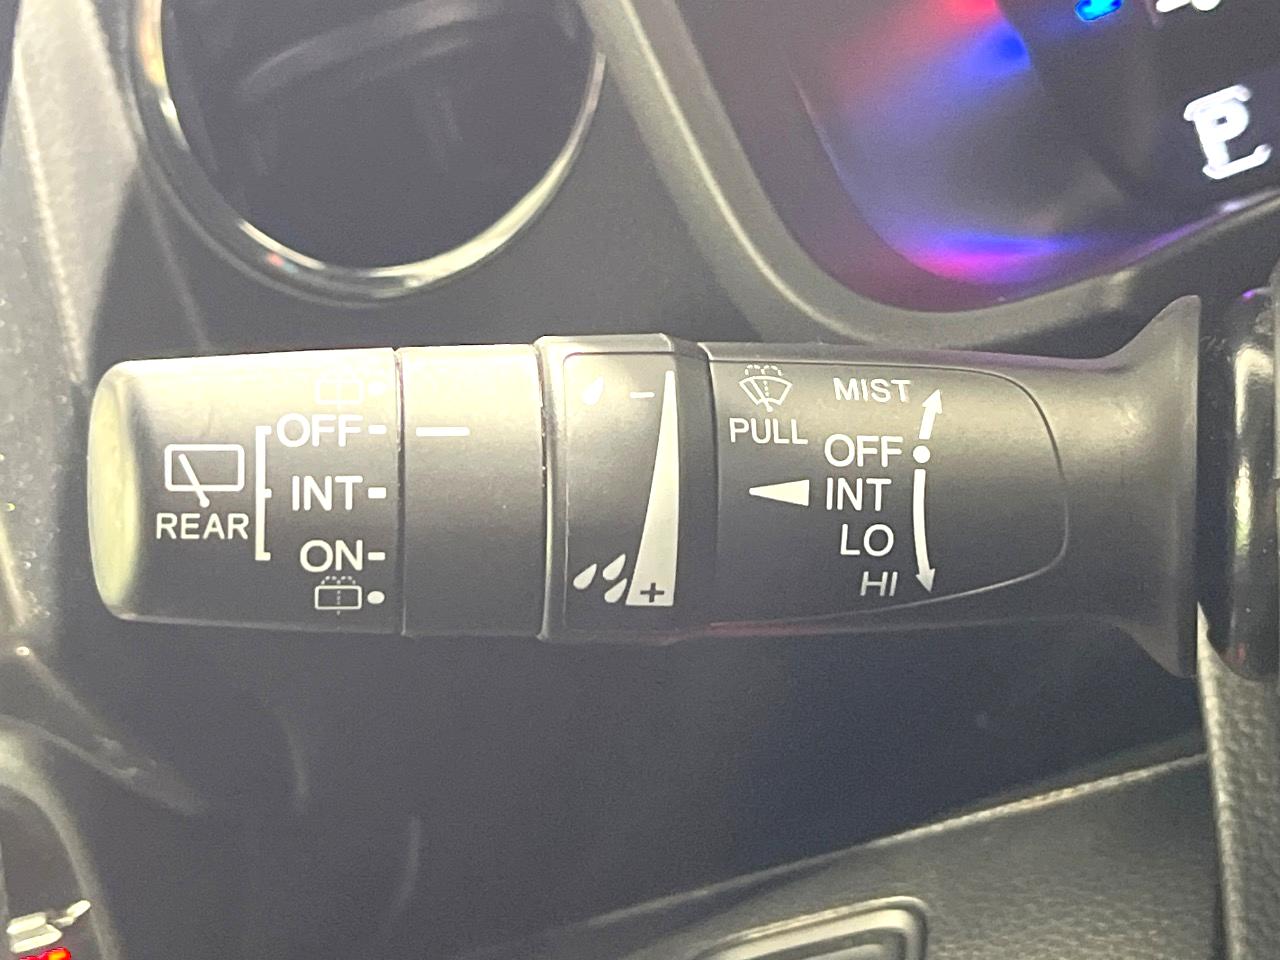 REAR
OFF
INT
ON
- +
PULL
MIST
OFF
INT
LO
HI
P